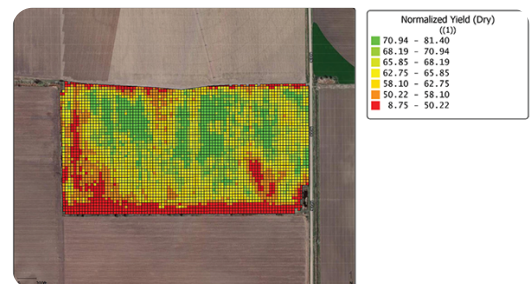 Normalized Yield (Dry)
((1))
70.94 - 81.40
68.19 - 70.94
65.85 - 68.19
62.75 - 65.85
58.10 - 62.75
50.22 - 58.10
8.75 - 50.22